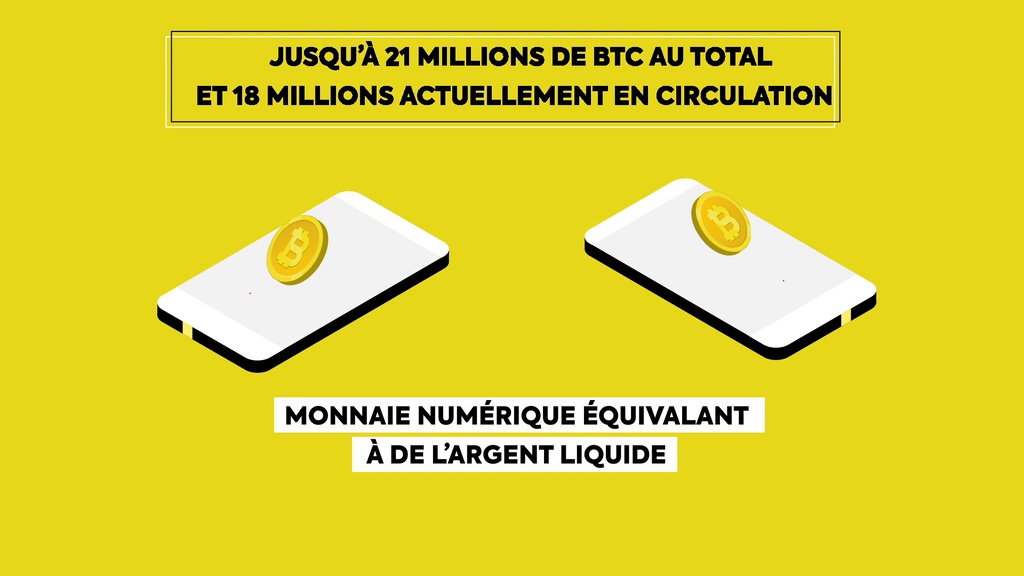 JUSQU’À 21 MILLIONS DE BTC AU TOTAL
ET 18 MILLIONS ACTUELLEMENT EN CIRCULATION
MONNAIE NUMÉRIQUE ÉQUIVALANT
À DE L’ARGENT LIQUIDE